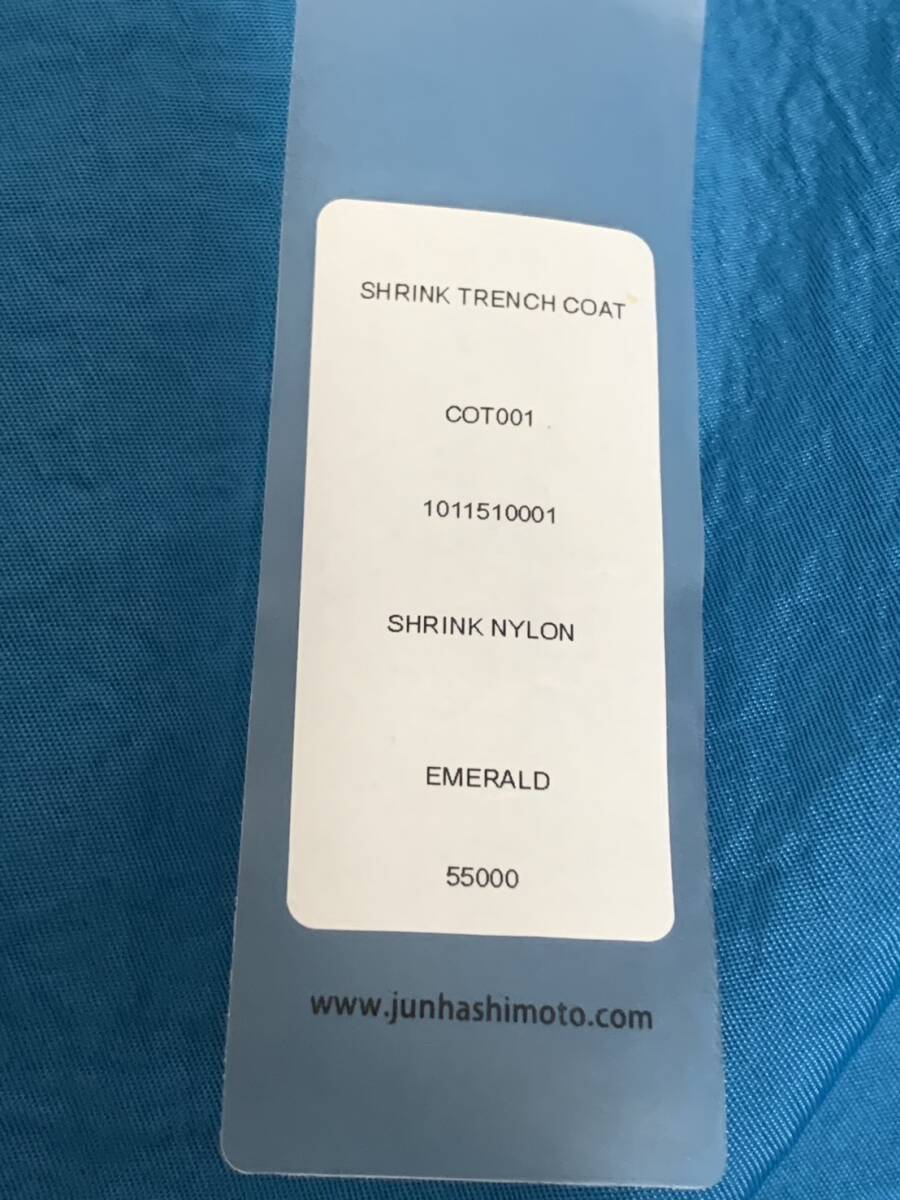 SHRINK TRENCH COAT
COT001
1011510001
SHRINK NYLON
EMERALD
55000
www.junhashimoto.com